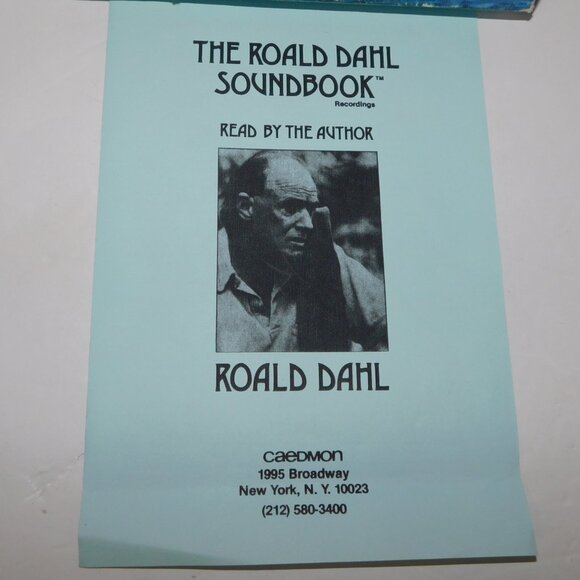 THE ROALD DAHL
SOUNDBOOK™
Recordings
READ BY THE AUTHOR
ROALD DAHL
CAEDMON
1995 Broadway
New York, N. Y. 10023
(212) 580-3400